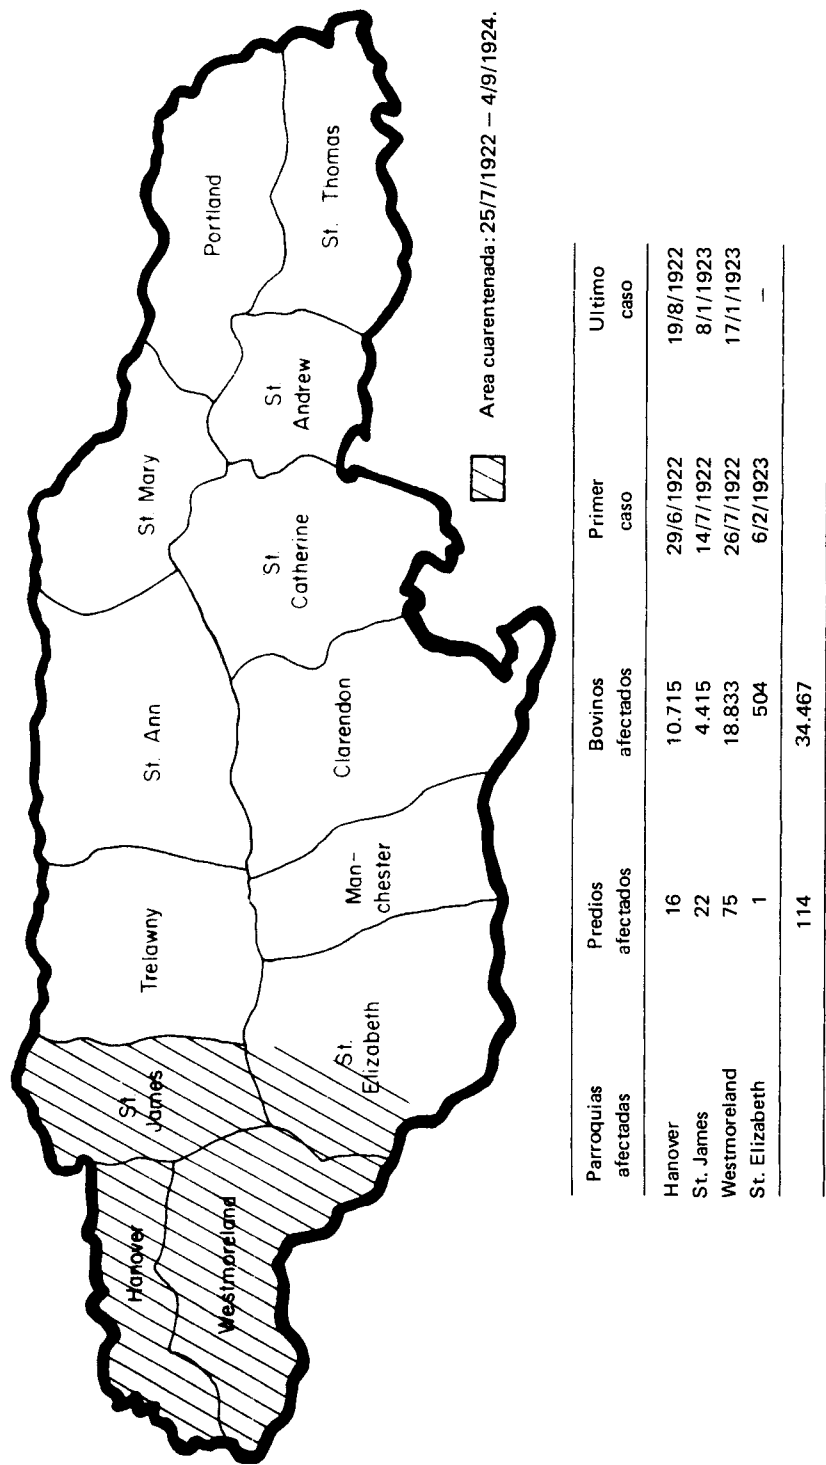 Hanover
Westmoreland
St.
James
Trelawny
St.
Elizabeth
Man-
chester
St. Ann
Clarendon
St. Mary
St.
Catherine
St.
Andrew
Portland
St. Thomas
Area cuarentenada: 25/7/1922 – 4/9/1924.
Parroquias Predios Bovinos Primer Ultimo
afectadas afectados afectados caso caso
Hanover 16 10.715 29/6/1922 19/8/1922
St. James 22 4.415 14/7/1922 8/1/1923
Westmoreland 75 18.833 26/7/1922 17/1/1923
St. Elizabeth 1 504 6/2/1923 –
114 34.467